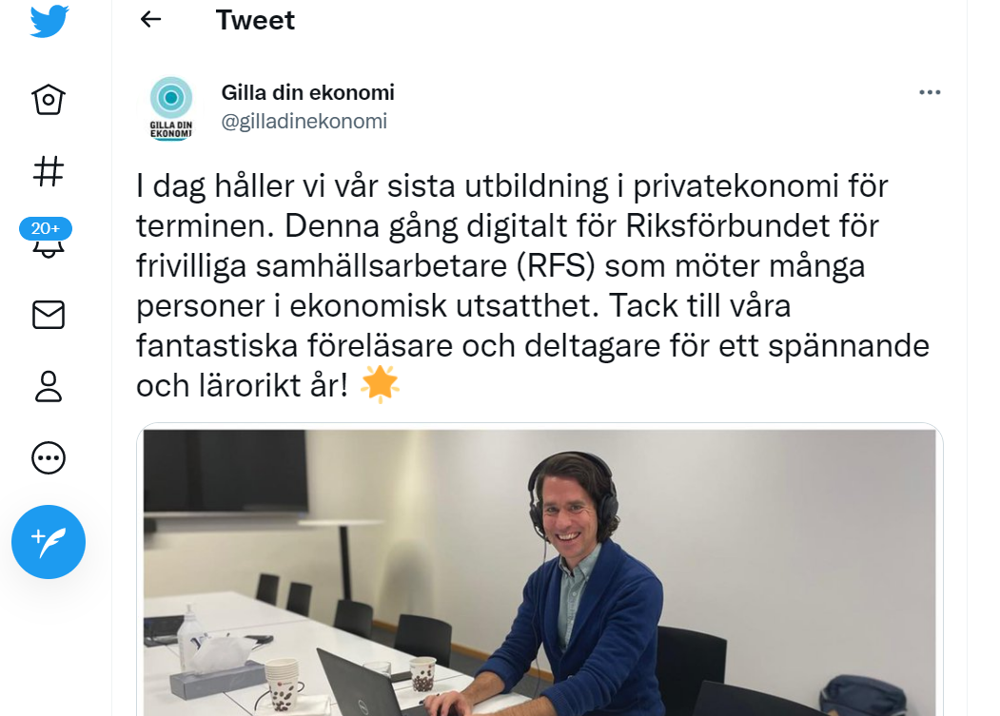 Tweet
Gilla din ekonomi
@gilladinekonomi
GILLA DIN
EKONOMI
I dag håller vi vår sista utbildning i privatekonomi för
terminen. Denna gång digitalt för Riksförbundet för
frivilliga samhällsarbetare (RFS) som möter många
personer i ekonomisk utsatthet. Tack till våra
fantastiska föreläsare och deltagare för ett spännande
och lärorikt år! 🌟
20+